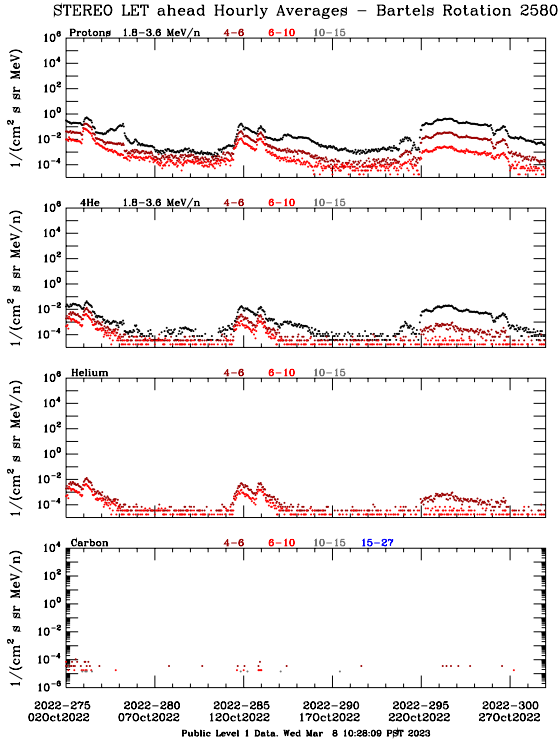 STEREO LET ahead Hourly Averages - Bartels Rotation 2580
Protons 1.8-3.6 MeV/n 4-6 6-10 10-15
10^6
10^4
10^2
10^0
10^-2
10^-4
1/(cm^2 s sr MeV)
4He 1.8-3.6 MeV/n 4-6 6-10 10-15
10^6
10^4
10^2
10^0
10^-2
10^-4
1/(cm^2 s sr MeV/n)
Helium 4-6 6-10 10-15
10^6
10^4
10^2
10^0
10^-2
10^-4
1/(cm^2 s sr MeV/n)
Carbon 4-6 6-10 10-15 15-27
10^4
10^2
10^0
10^-2
10^-4
10^-6
1/(cm^2 s sr MeV/n)
2022-275 2022-280 2022-285 2022-290 2022-295 2022-300
02Oct2022 07Oct2022 12Oct2022 17Oct2022 22Oct2022 27Oct2022
Public Level 1 Data. Wed Mar 8 10:28:09 PST 2023